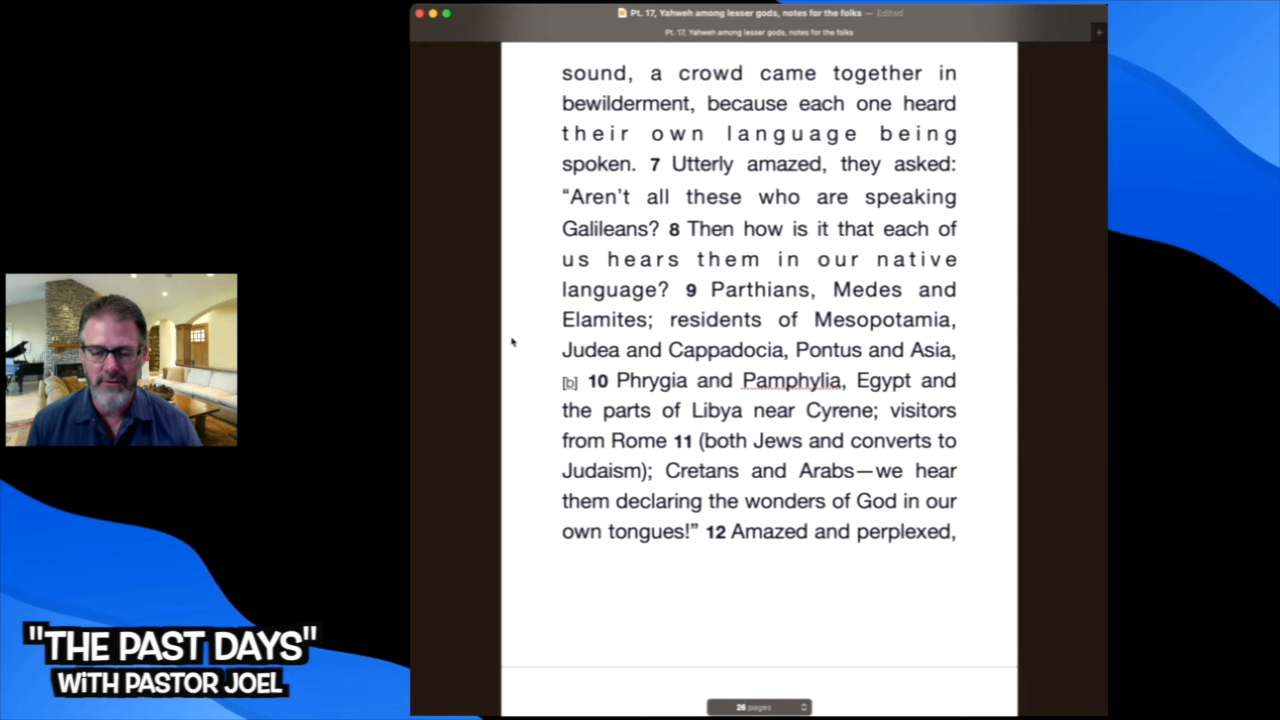 Pt. 17, Yahweh among lesser gods, notes for the folks — Edited
Pt. 17, Yahweh among lesser gods, notes for the folks
+
sound, a crowd came together in
bewilderment, because each one heard
their own language being
spoken. 7 Utterly amazed, they asked:
“Aren’t all these who are speaking
Galileans? 8 Then how is it that each of
us hears them in our native
language? 9 Parthians, Medes and
Elamites; residents of Mesopotamia,
Judea and Cappadocia, Pontus and Asia,
[b] 10 Phrygia and Pamphylia, Egypt and
the parts of Libya near Cyrene; visitors
from Rome 11 (both Jews and converts to
Judaism); Cretans and Arabs—we hear
them declaring the wonders of God in our
own tongues!” 12 Amazed and perplexed,
26 pages
"THE PAST DAYS"
WITH PASTOR JOEL